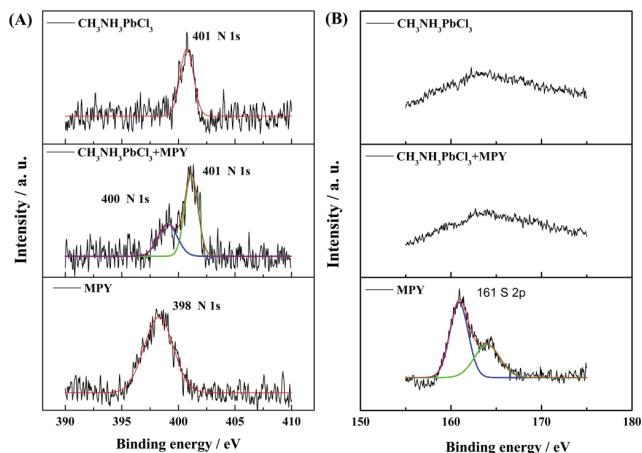 (A)
CH₃NH₃PbCl₃
401 N 1s
CH₃NH₃PbCl₃+MPY
401 N 1s
400 N 1s
MPY
398 N 1s
Intensity / a. u.
390 395 400 405 410
Binding energy / eV
(B)
CH₃NH₃PbCl₃
CH₃NH₃PbCl₃+MPY
MPY
161 S 2p
Intensity / a. u.
150 160 170 180
Binding energy / eV